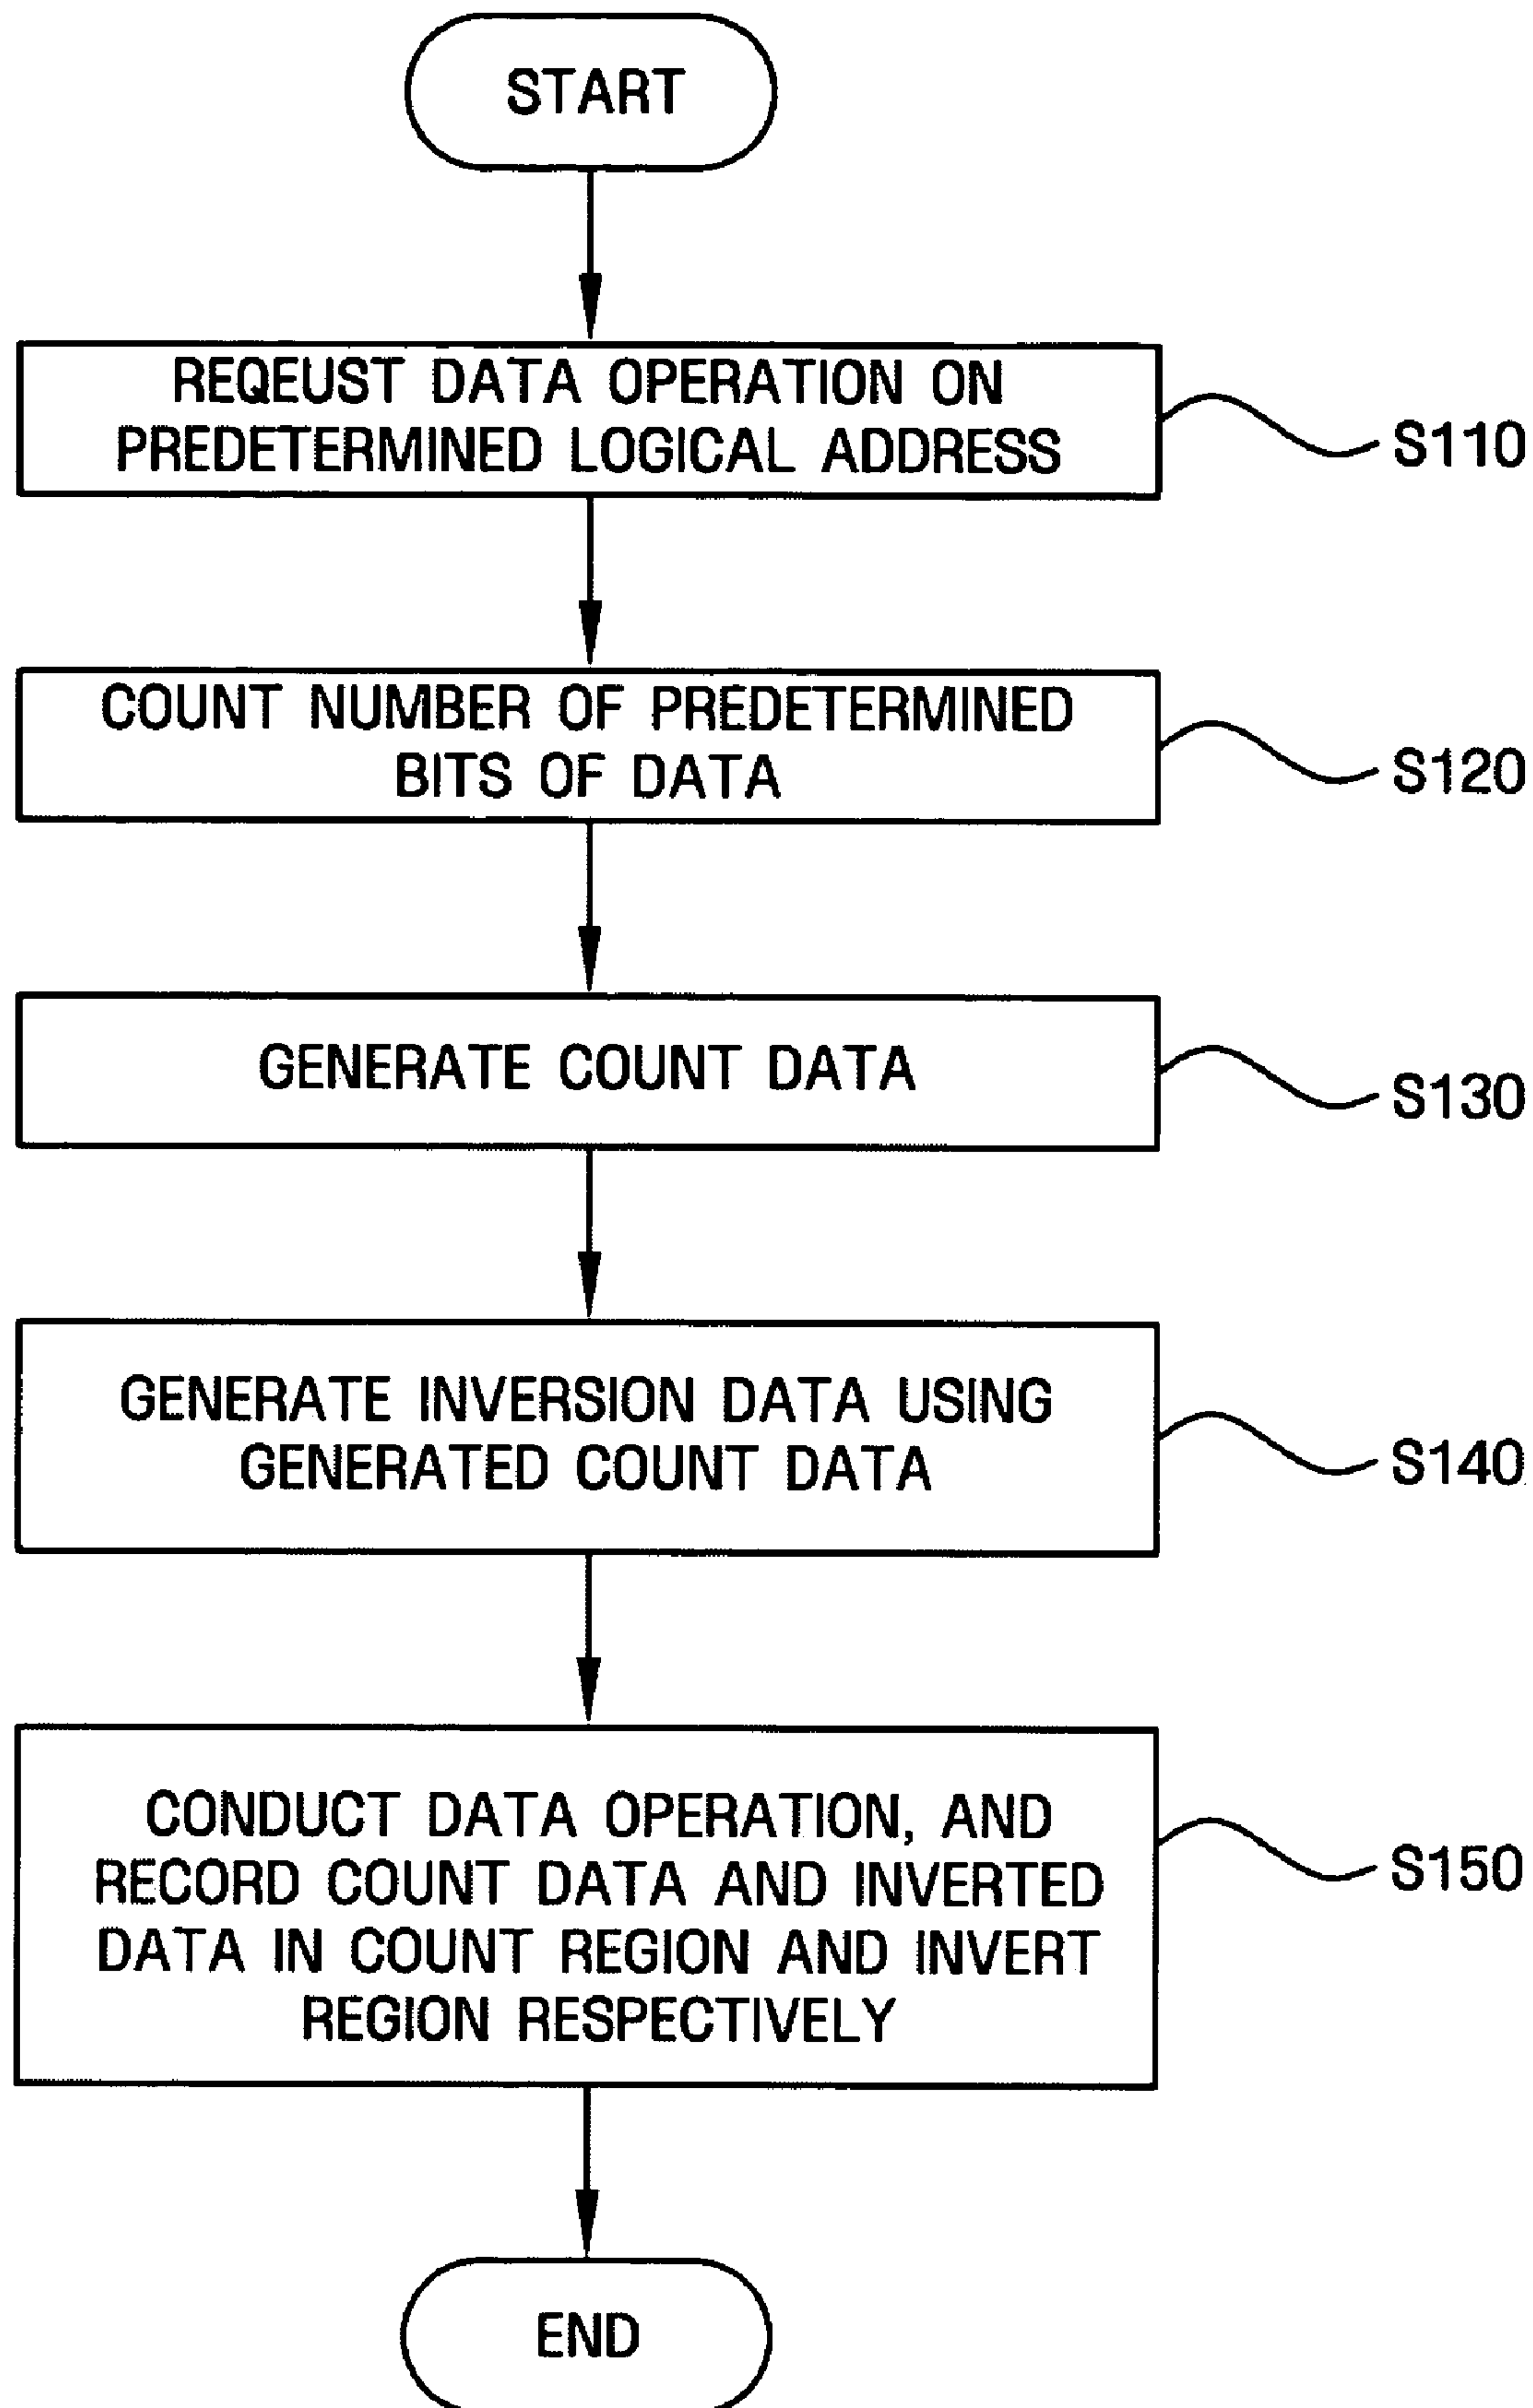 START
REQEUST DATA OPERATION ON
PREDETERMINED LOGICAL ADDRESS
S110
COUNT NUMBER OF PREDETERMINED
BITS OF DATA
S120
GENERATE COUNT DATA
S130
GENERATE INVERSION DATA USING
GENERATED COUNT DATA
S140
CONDUCT DATA OPERATION, AND
RECORD COUNT DATA AND INVERTED
DATA IN COUNT REGION AND INVERT
REGION RESPECTIVELY
S150
END